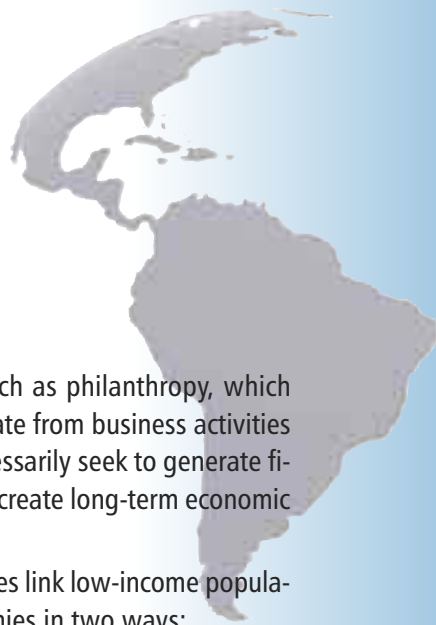 ch as philanthropy, which
ate from business activities
essarily seek to generate fi-
create long-term economic
es link low-income popula-
nies in two ways: